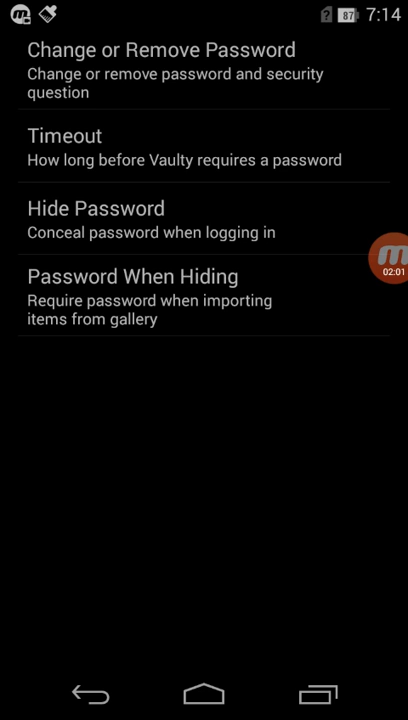 87 7:14
Change or Remove Password
Change or remove password and security
question
Timeout
How long before Vaulty requires a password
Hide Password
Conceal password when logging in
02:01
Password When Hiding
Require password when importing
items from gallery